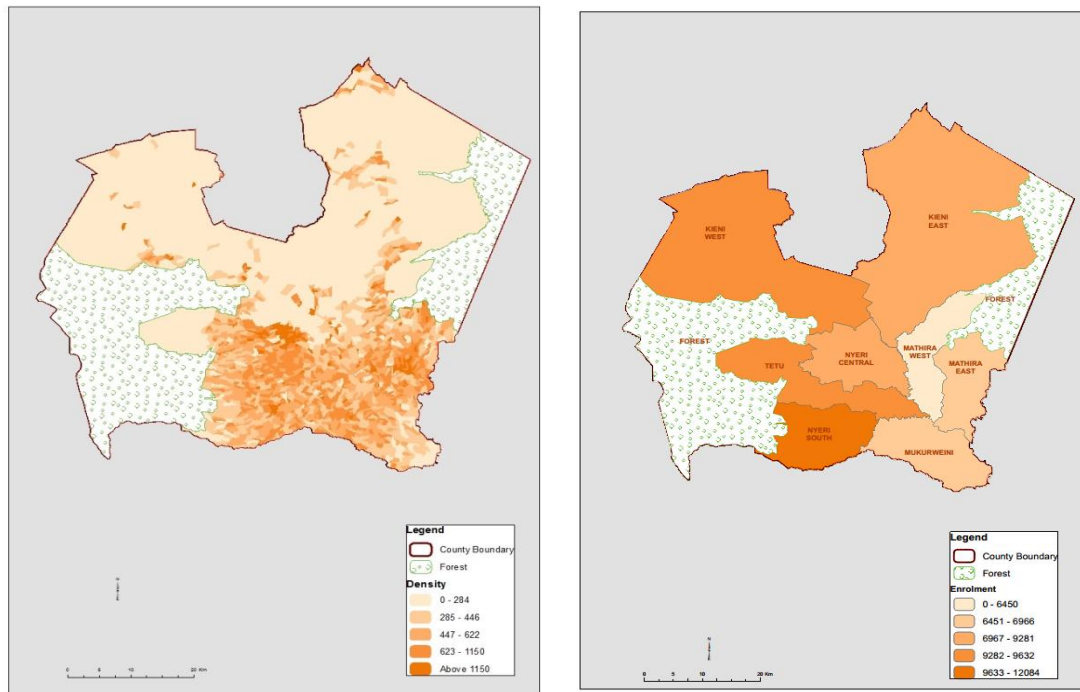 Legend
County Boundary
Forest
Density
0 - 284
285 - 446
447 - 622
623 - 1150
Above 1150
0 10 20 Km
KIENI
WEST
KIENI
EAST
FOREST
FOREST
MATHIRA
WEST
MATHIRA
EAST
NYERI
CENTRAL
TETU
NYERI
SOUTH
MUKURWEINI
Legend
County Boundary
Forest
Enrolment
0 - 6450
6451 - 6966
6967 - 9281
9282 - 9632
9633 - 12084
0 10 20 Km